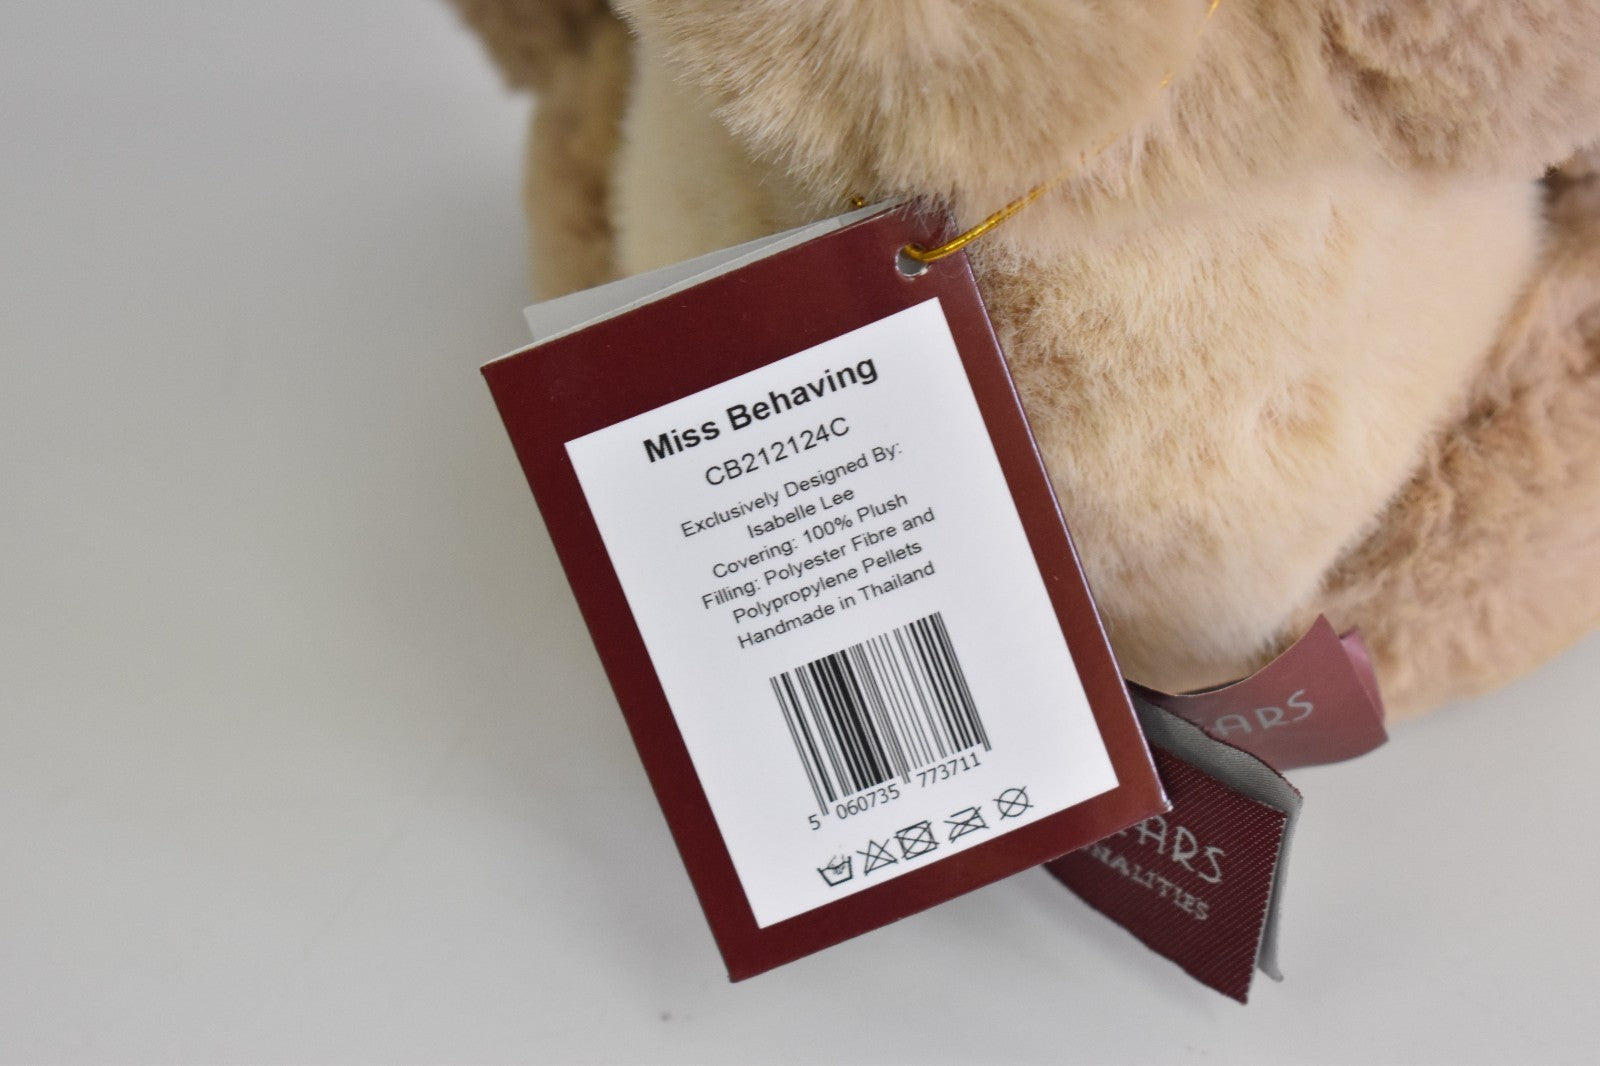 Miss Behaving
CB212124C
Exclusively Designed By:
Isabelle Lee
Covering: 100% Plush
Filling: Polyester Fibre and
Polypropylene Pellets
Handmade in Thailand
5 060735 773711